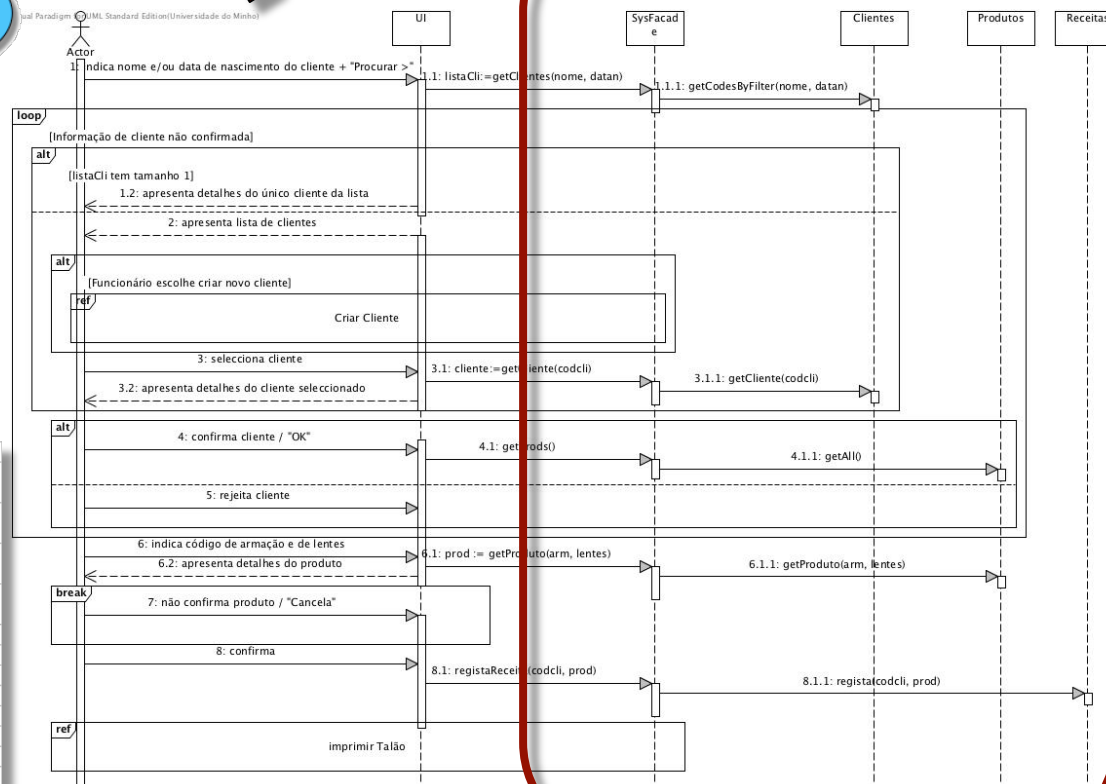 ual Paradigm for UML Standard Edition(Universidade do Minho)
Actor
UI
SysFacad
e
Clientes
Produtos
Receitas
1: indica nome e/ou data de nascimento do cliente + "Procurar >"
1.1: listaCli:=getClientes(nome, datan)
1.1.1: getCodesByFilter(nome, datan)
loop
[Informação de cliente não confirmada]
alt
[listaCli tem tamanho 1]
1.2: apresenta detalhes do único cliente da lista
2: apresenta lista de clientes
alt
[Funcionário escolhe criar novo cliente]
ref
Criar Cliente
3: selecciona cliente
3.1: cliente:=getCliente(codcli)
3.1.1: getCliente(codcli)
3.2: apresenta detalhes do cliente seleccionado
alt
4: confirma cliente / "OK"
4.1: getProds()
4.1.1: getAll()
5: rejeita cliente
6: indica código de armação e de lentes
6.1: prod := getProduto(arm, lentes)
6.1.1: getProduto(arm, lentes)
6.2: apresenta detalhes do produto
break
7: não confirma produto / "Cancela"
8: confirma
8.1: registaReceita(codcli, prod)
8.1.1: regista(codcli, prod)
ref
imprimir Talão